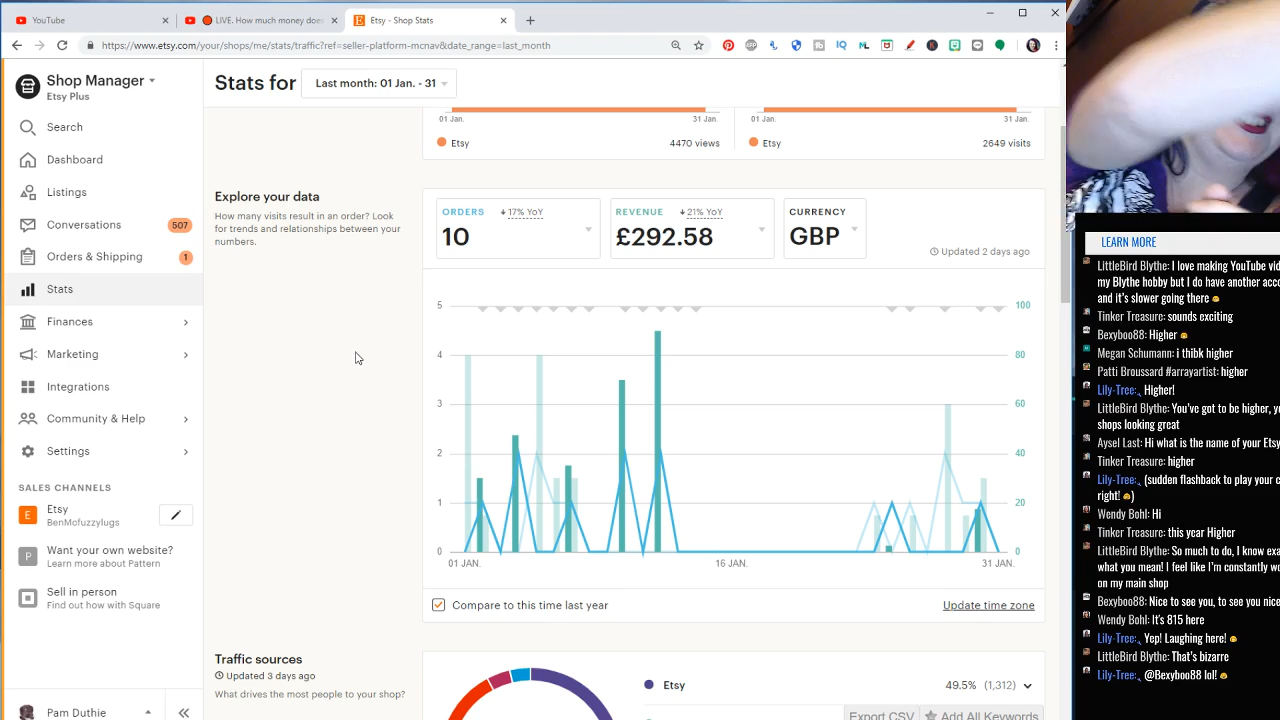 YouTube
LIVE. How much money does
Etsy - Shop Stats
https://www.etsy.com/your/shops/me/stats/traffic?ref=seller-platform-mcnav&date_range=last_month
Shop Manager
Etsy Plus
Search
Dashboard
Listings
Conversations 507
Orders & Shipping 1
Stats
Finances
Marketing
Integrations
Community & Help
Settings
SALES CHANNELS
Etsy
BenMofuzzylugs
Want your own website?
Learn more about Pattern
Sell in person
Find out how with Square
Pam Duthie
Stats for Last month: 01 Jan. - 31
01 Jan. 31 Jan. 01 Jan. 31 Jan.
Etsy 4470 views Etsy 2649 visits
Explore your data
How many visits result in an order? Look
for trends and relationships between your
numbers.
ORDERS 17% YoY
10
REVENUE 21% YoY
£292.58
CURRENCY
GBP
Updated 2 days ago
5 100
4 80
3 60
2 40
1 20
0 0
01 JAN. 16 JAN. 31 JAN.
Compare to this time last year Update time zone
Traffic sources
Updated 3 days ago
What drives the most people to your shop?
Etsy 49.5% (1,312)
Export CSV Add All Keywords
LEARN MORE
LittleBird Blythe: I love making YouTube vid
my Blythe hobby but I do have another acco
and it's slower going there
Tinker Treasure: sounds exciting
Bexyboo88: Higher
Megan Schumann: i thibk higher
Patti Broussard #arrayartist: higher
Lily-Tree: Higher!
LittleBird Blythe: You've got to be higher, y
shops looking great
Aysel Last: Hi what is the name of your Etsy
Tinker Treasure: higher
Lily-Tree: (sudden flashback to play your c
right! )
Wendy Bohl: Hi
Tinker Treasure: this year Higher
LittleBird Blythe: So much to do, I know exa
what you mean! I feel like I'm constantly wo
on my main shop
Bexyboo88: Nice to see you, to see you nice
Wendy Bohl: It's 815 here
Lily-Tree: Yep! Laughing here!
LittleBird Blythe: That's bizarre
Lily-Tree: @Bexyboo88 lol!